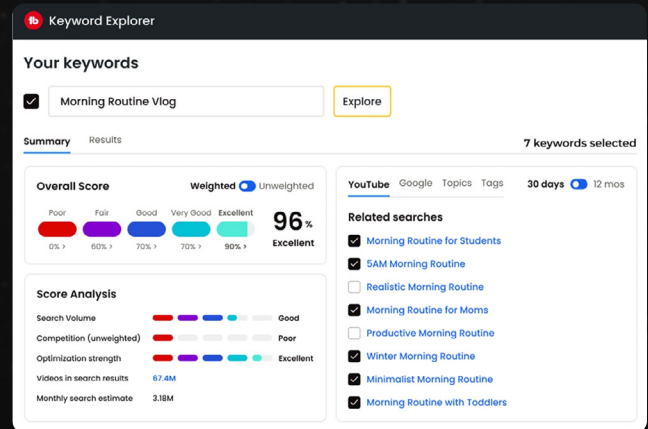 tb Keyword Explorer
Your keywords
Morning Routine Vlog
Explore
Summary Results
7 keywords selected
Overall Score
Weighted Unweighted
Poor Fair Good Very Good Excellent
0% > 60% > 70% > 70% > 90% >
96%
Excellent
Score Analysis
Search Volume Good
Competition (unweighted) Poor
Optimization strength Excellent
Videos in search results 67.4M
Monthly search estimate 3.18M
YouTube Google Topics Tags
30 days 12 mos
Related searches
Morning Routine for Students
5AM Morning Routine
Realistic Morning Routine
Morning Routine for Moms
Productive Morning Routine
Winter Morning Routine
Minimalist Morning Routine
Morning Routine with Toddlers